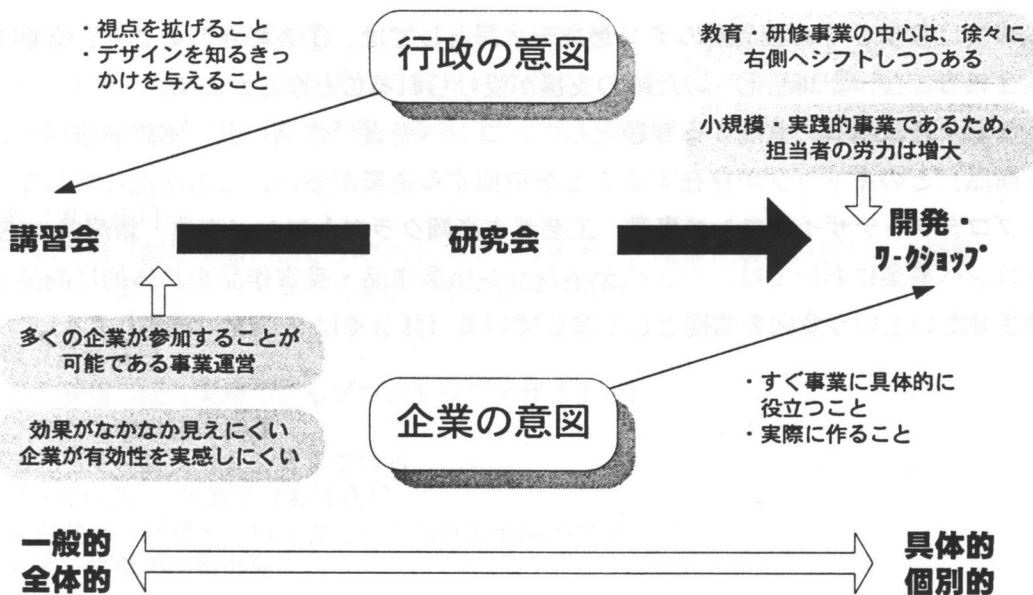 ・視点を拡げること
・デザインを知るきっ
かけを与えること
行政の意図
教育・研修事業の中心は、徐々に
右側へシフトしつつある
小規模・実践的事業であるため、
担当者の労力は増大
講習会
研究会
開発・
ワークショップ
多くの企業が参加することが
可能である事業運営
効果がなかなか見えにくい
企業が有効性を実感しにくい
企業の意図
・すぐ事業に具体的に
役立つこと
・実際に作ること
一般的
全体的
具体的
個別的